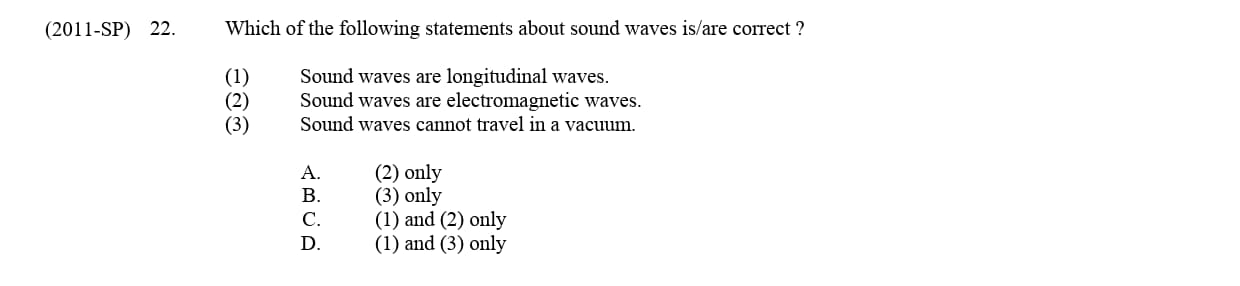 (2011-SP) 22. Which of the following statements about sound waves is/are correct ?
(1) Sound waves are longitudinal waves.
(2) Sound waves are electromagnetic waves.
(3) Sound waves cannot travel in a vacuum.
A. (2) only
B. (3) only
C. (1) and (2) only
D. (1) and (3) only